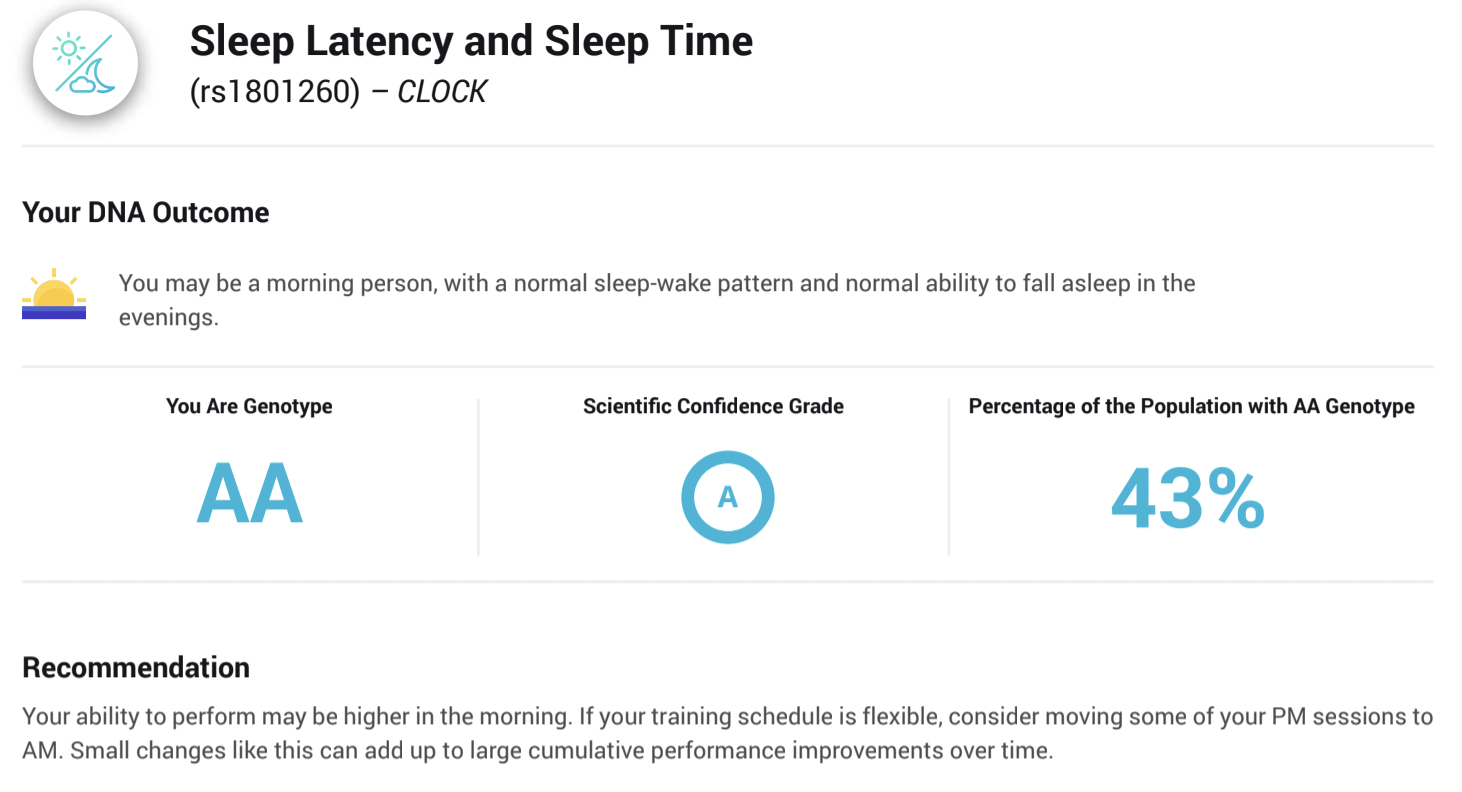 Sleep Latency and Sleep Time
(rs1801260) – CLOCK
Your DNA Outcome
You may be a morning person, with a normal sleep-wake pattern and normal ability to fall asleep in the
evenings.
You Are Genotype
AA
Scientific Confidence Grade
A
Percentage of the Population with AA Genotype
43%
Recommendation
Your ability to perform may be higher in the morning. If your training schedule is flexible, consider moving some of your PM sessions to
AM. Small changes like this can add up to large cumulative performance improvements over time.